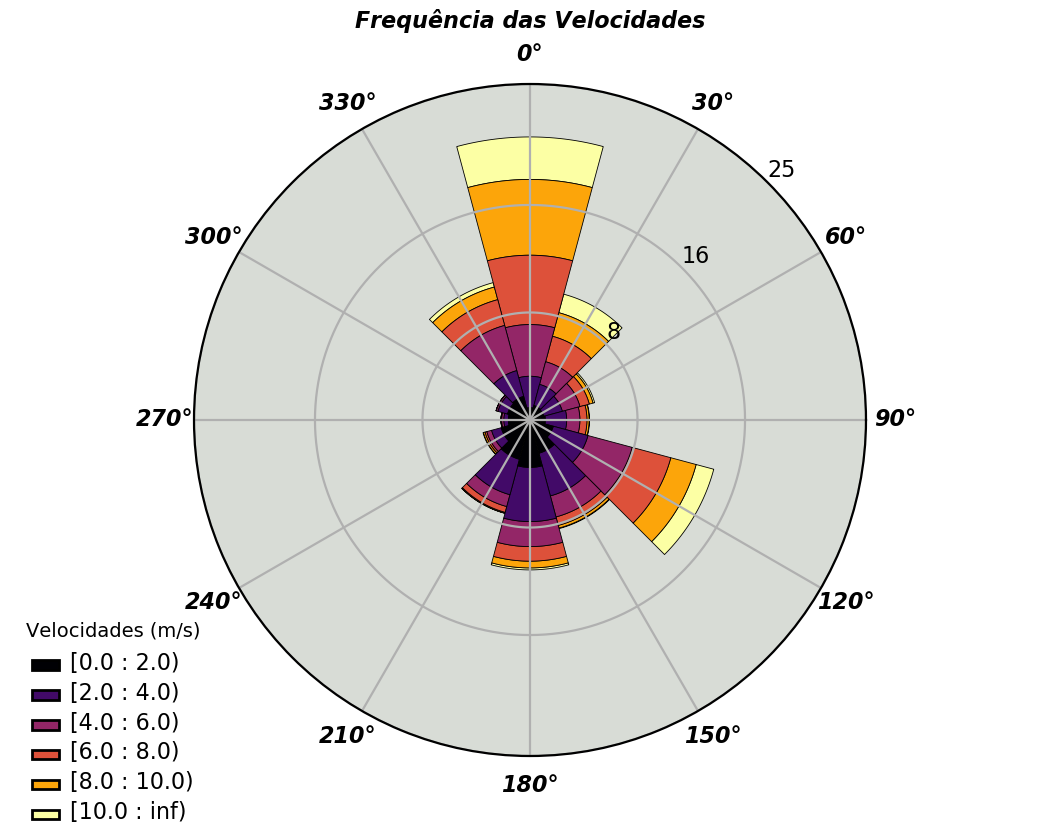 Frequência das Velocidades
0°
330°
30°
25
300°
60°
16
8
270°
90°
240°
120°
210°
150°
180°
Velocidades (m/s)
[0.0 : 2.0)
[2.0 : 4.0)
[4.0 : 6.0)
[6.0 : 8.0)
[8.0 : 10.0)
[10.0 : inf)